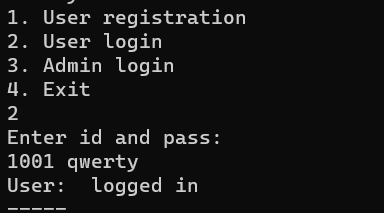 1. User registration
2. User login
3. Admin login
4. Exit
2
Enter id and pass:
1001 qwerty
User:  logged in
-----